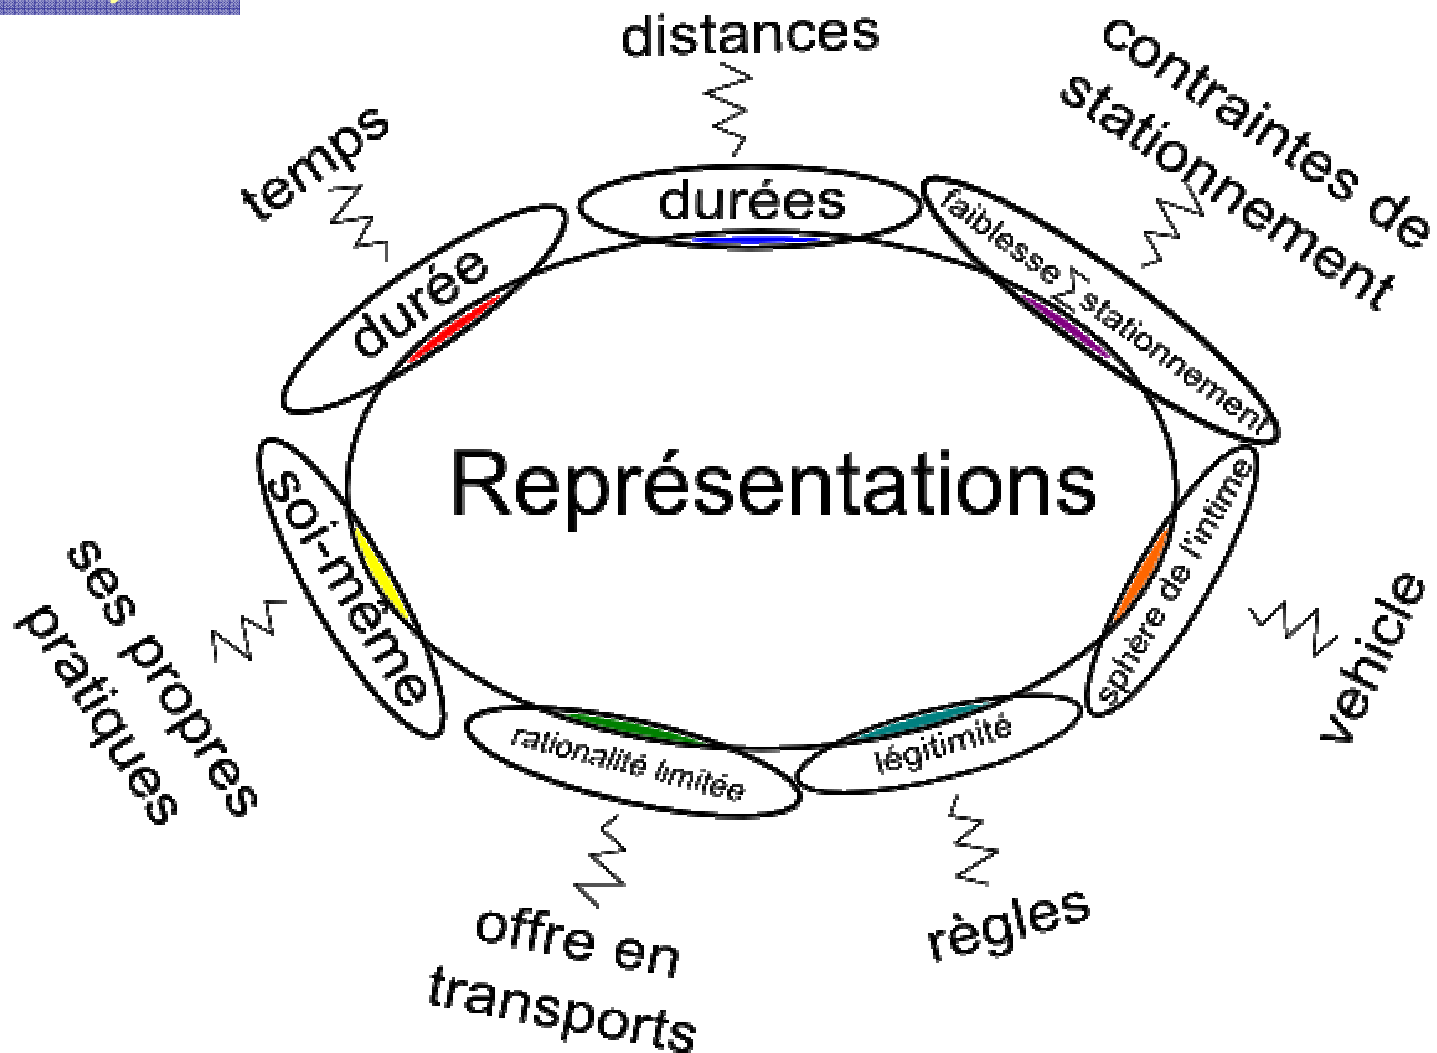 distances
contraintes de
stationnement
temps
durées
faiblesse ∑ stationnement
durée
Représentations
soi-même
sphère de l'intime
vehicle
ses propres
pratiques
rationalité limitée
légitimité
offre en
transports
règles